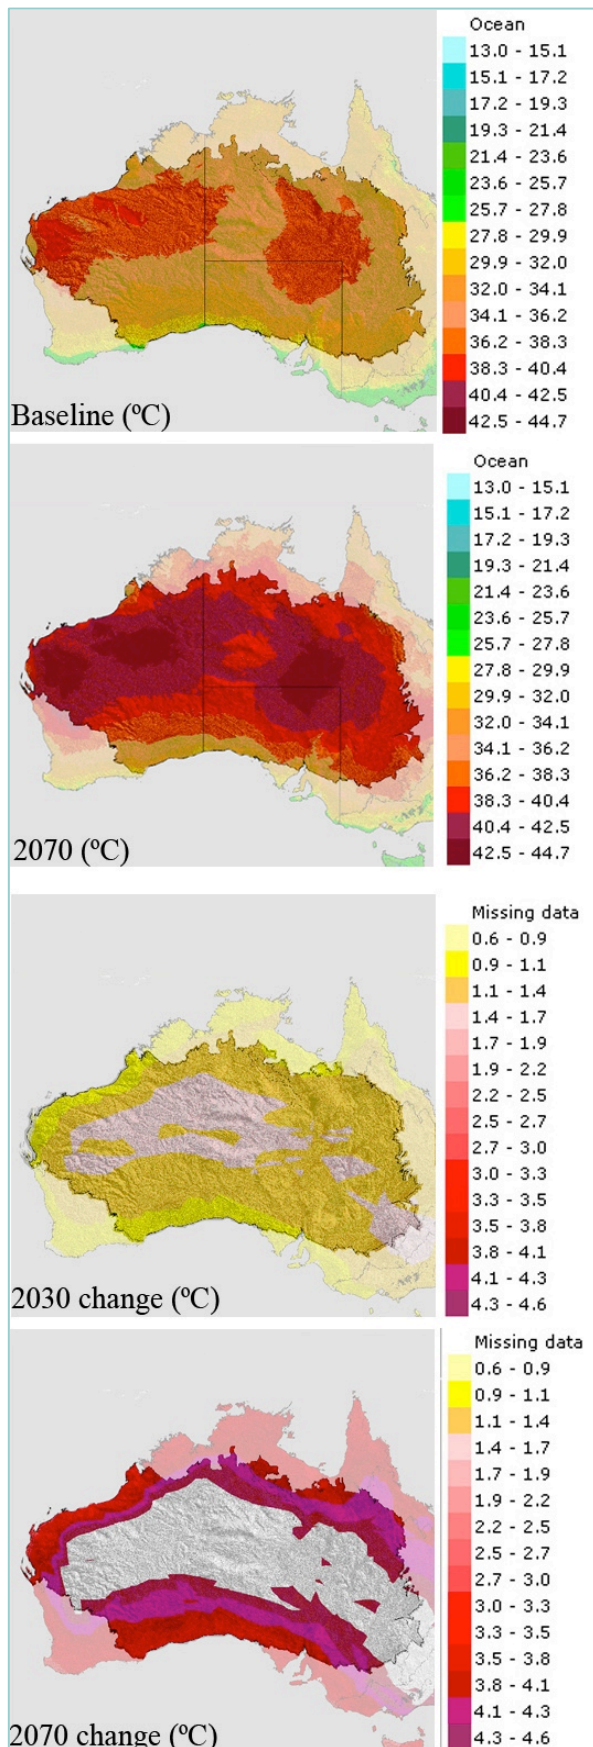 Ocean
13.0 - 15.1
15.1 - 17.2
17.2 - 19.3
19.3 - 21.4
21.4 - 23.6
23.6 - 25.7
25.7 - 27.8
27.8 - 29.9
29.9 - 32.0
32.0 - 34.1
34.1 - 36.2
36.2 - 38.3
38.3 - 40.4
40.4 - 42.5
42.5 - 44.7
Baseline (ºC)
Ocean
13.0 - 15.1
15.1 - 17.2
17.2 - 19.3
19.3 - 21.4
21.4 - 23.6
23.6 - 25.7
25.7 - 27.8
27.8 - 29.9
29.9 - 32.0
32.0 - 34.1
34.1 - 36.2
36.2 - 38.3
38.3 - 40.4
40.4 - 42.5
42.5 - 44.7
2070 (ºC)
Missing data
0.6 - 0.9
0.9 - 1.1
1.1 - 1.4
1.4 - 1.7
1.7 - 1.9
1.9 - 2.2
2.2 - 2.5
2.5 - 2.7
2.7 - 3.0
3.0 - 3.3
3.3 - 3.5
3.5 - 3.8
3.8 - 4.1
4.1 - 4.3
4.3 - 4.6
2030 change (ºC)
Missing data
0.6 - 0.9
0.9 - 1.1
1.1 - 1.4
1.4 - 1.7
1.7 - 1.9
1.9 - 2.2
2.2 - 2.5
2.5 - 2.7
2.7 - 3.0
3.0 - 3.3
3.3 - 3.5
3.5 - 3.8
3.8 - 4.1
4.1 - 4.3
4.3 - 4.6
2070 change (ºC)